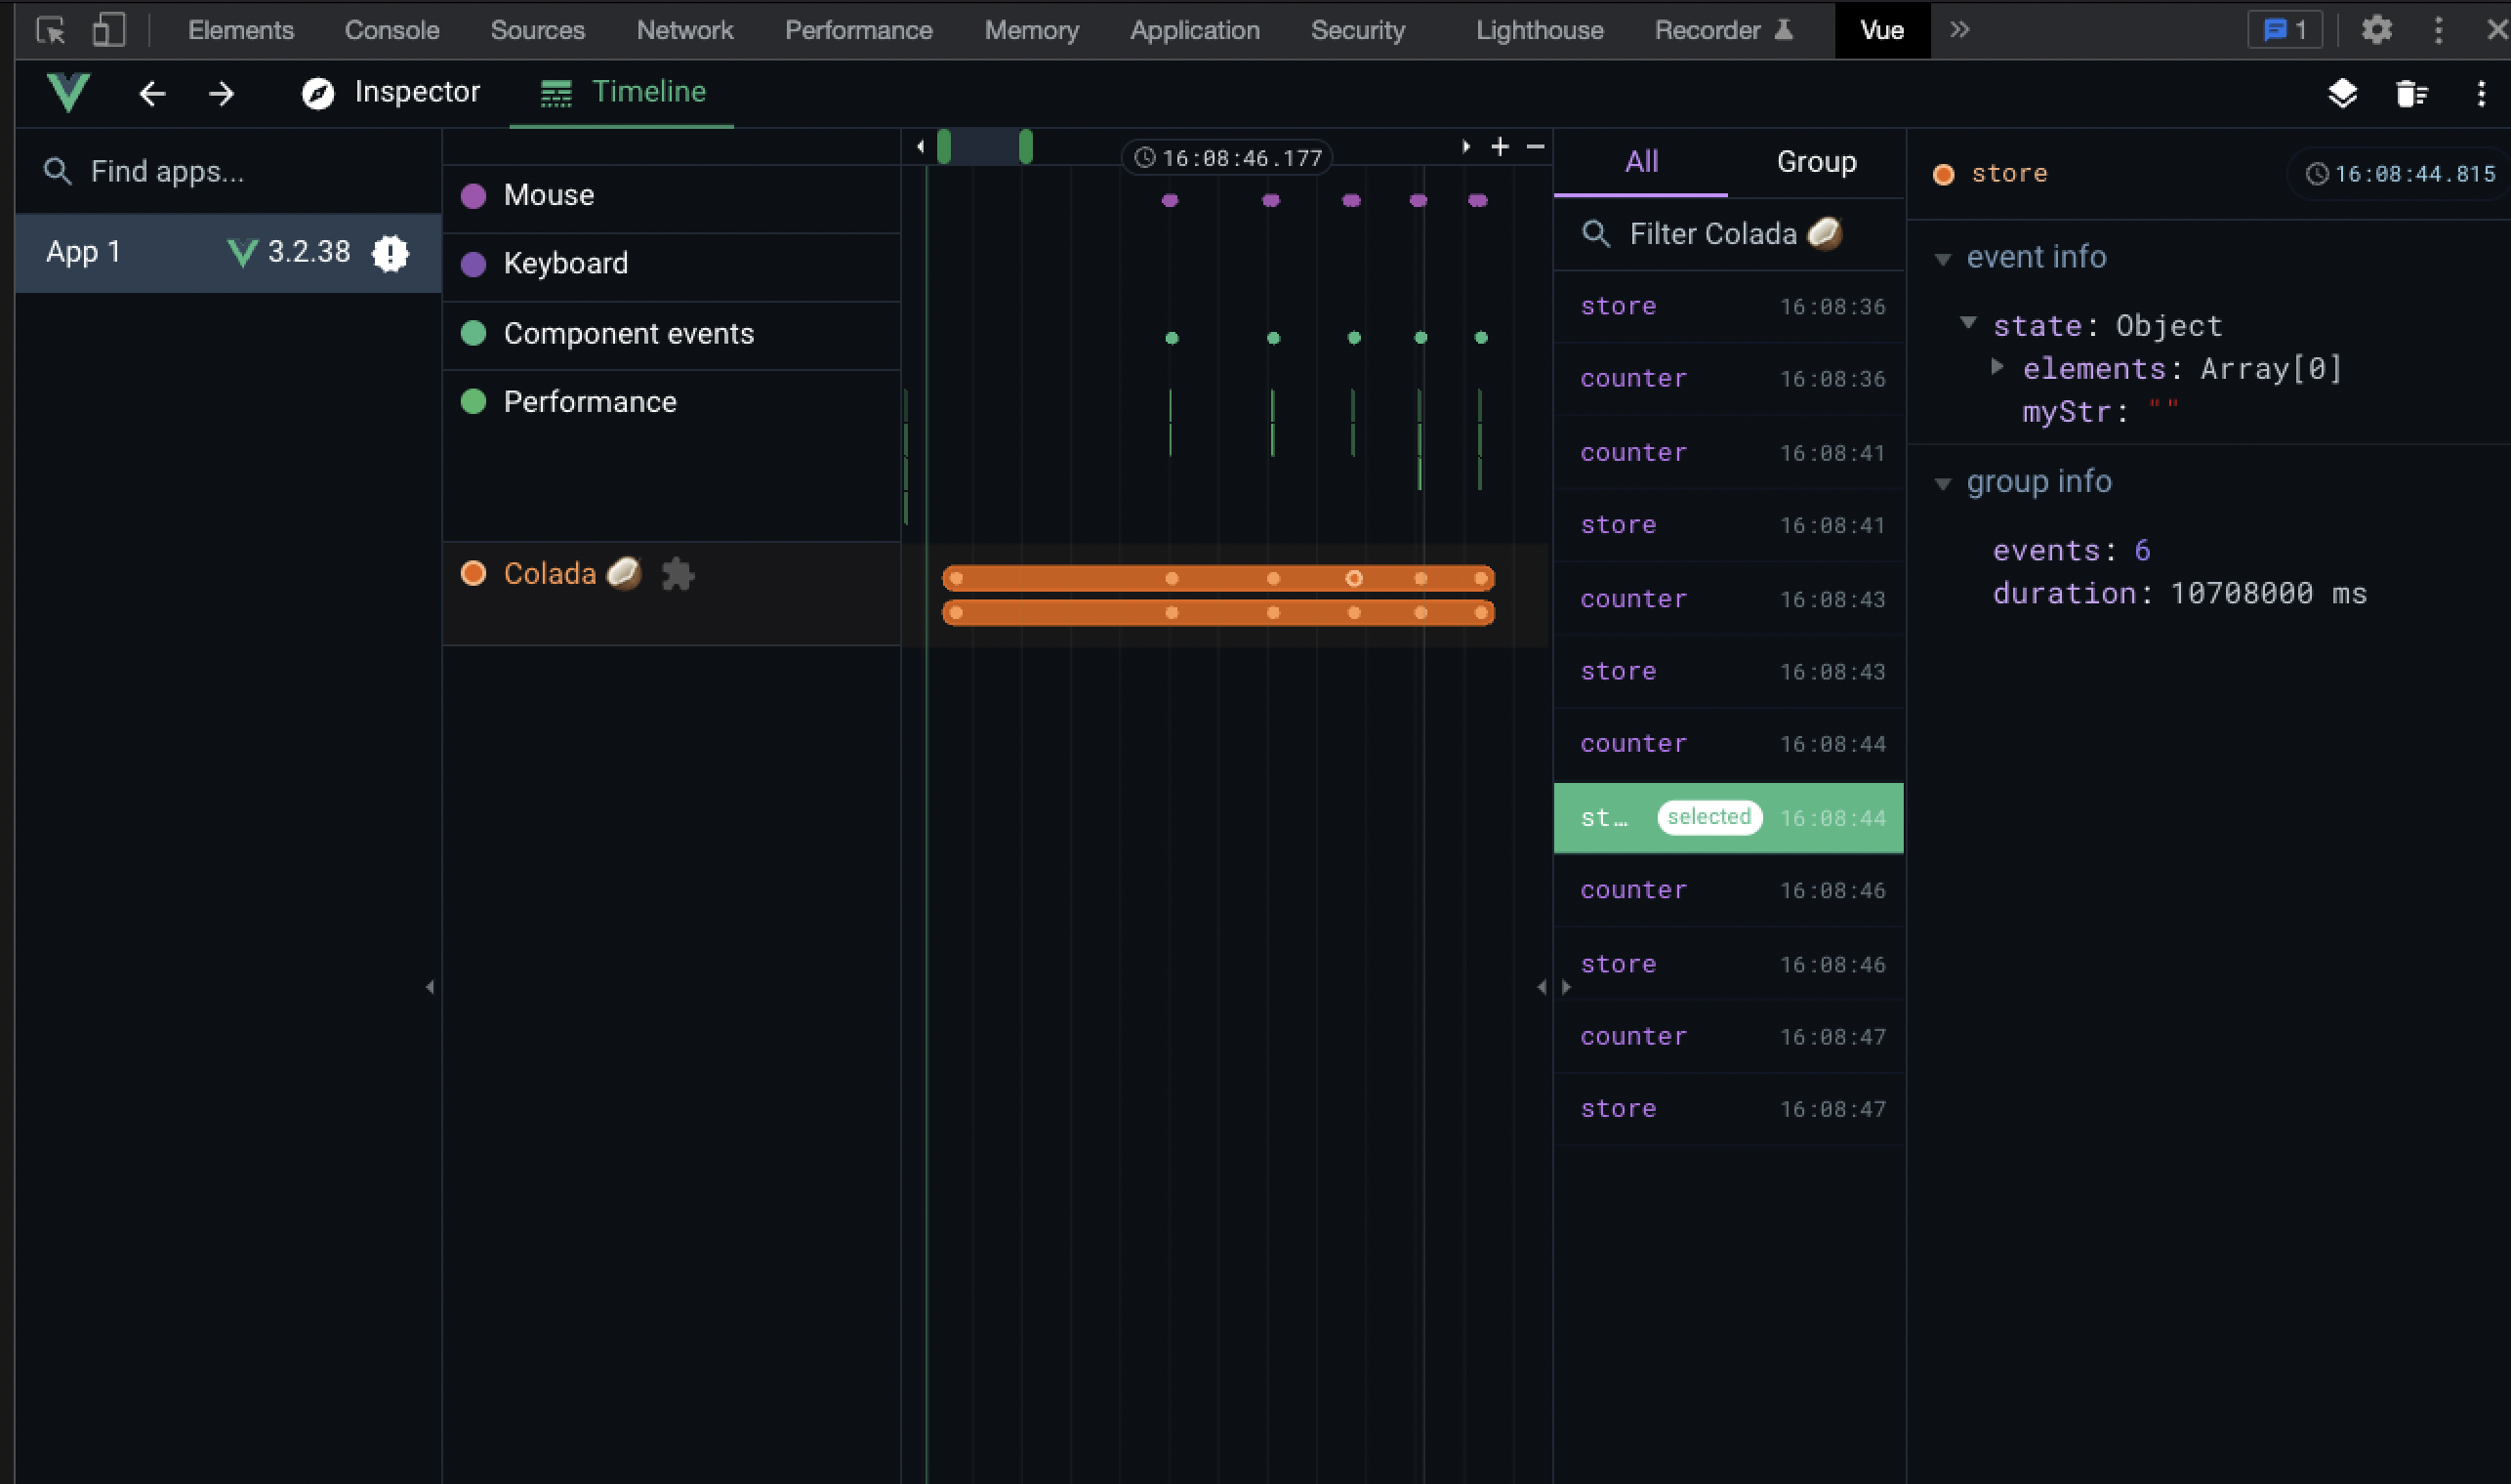 Elements Console Sources Network Performance Memory Application Security Lighthouse Recorder Vue 1
Inspector Timeline
Find apps...
App 1 3.2.38
Mouse
Keyboard
Component events
Performance
Colada
16:08:46.177
All Group
Filter Colada
store 16:08:36
counter 16:08:36
counter 16:08:41
store 16:08:41
counter 16:08:43
store 16:08:43
counter 16:08:44
st... selected 16:08:44
counter 16:08:46
store 16:08:46
counter 16:08:47
store 16:08:47
store 16:08:44.815
event info
state: Object
elements: Array[0]
myStr: ""
group info
events: 6
duration: 10708000 ms